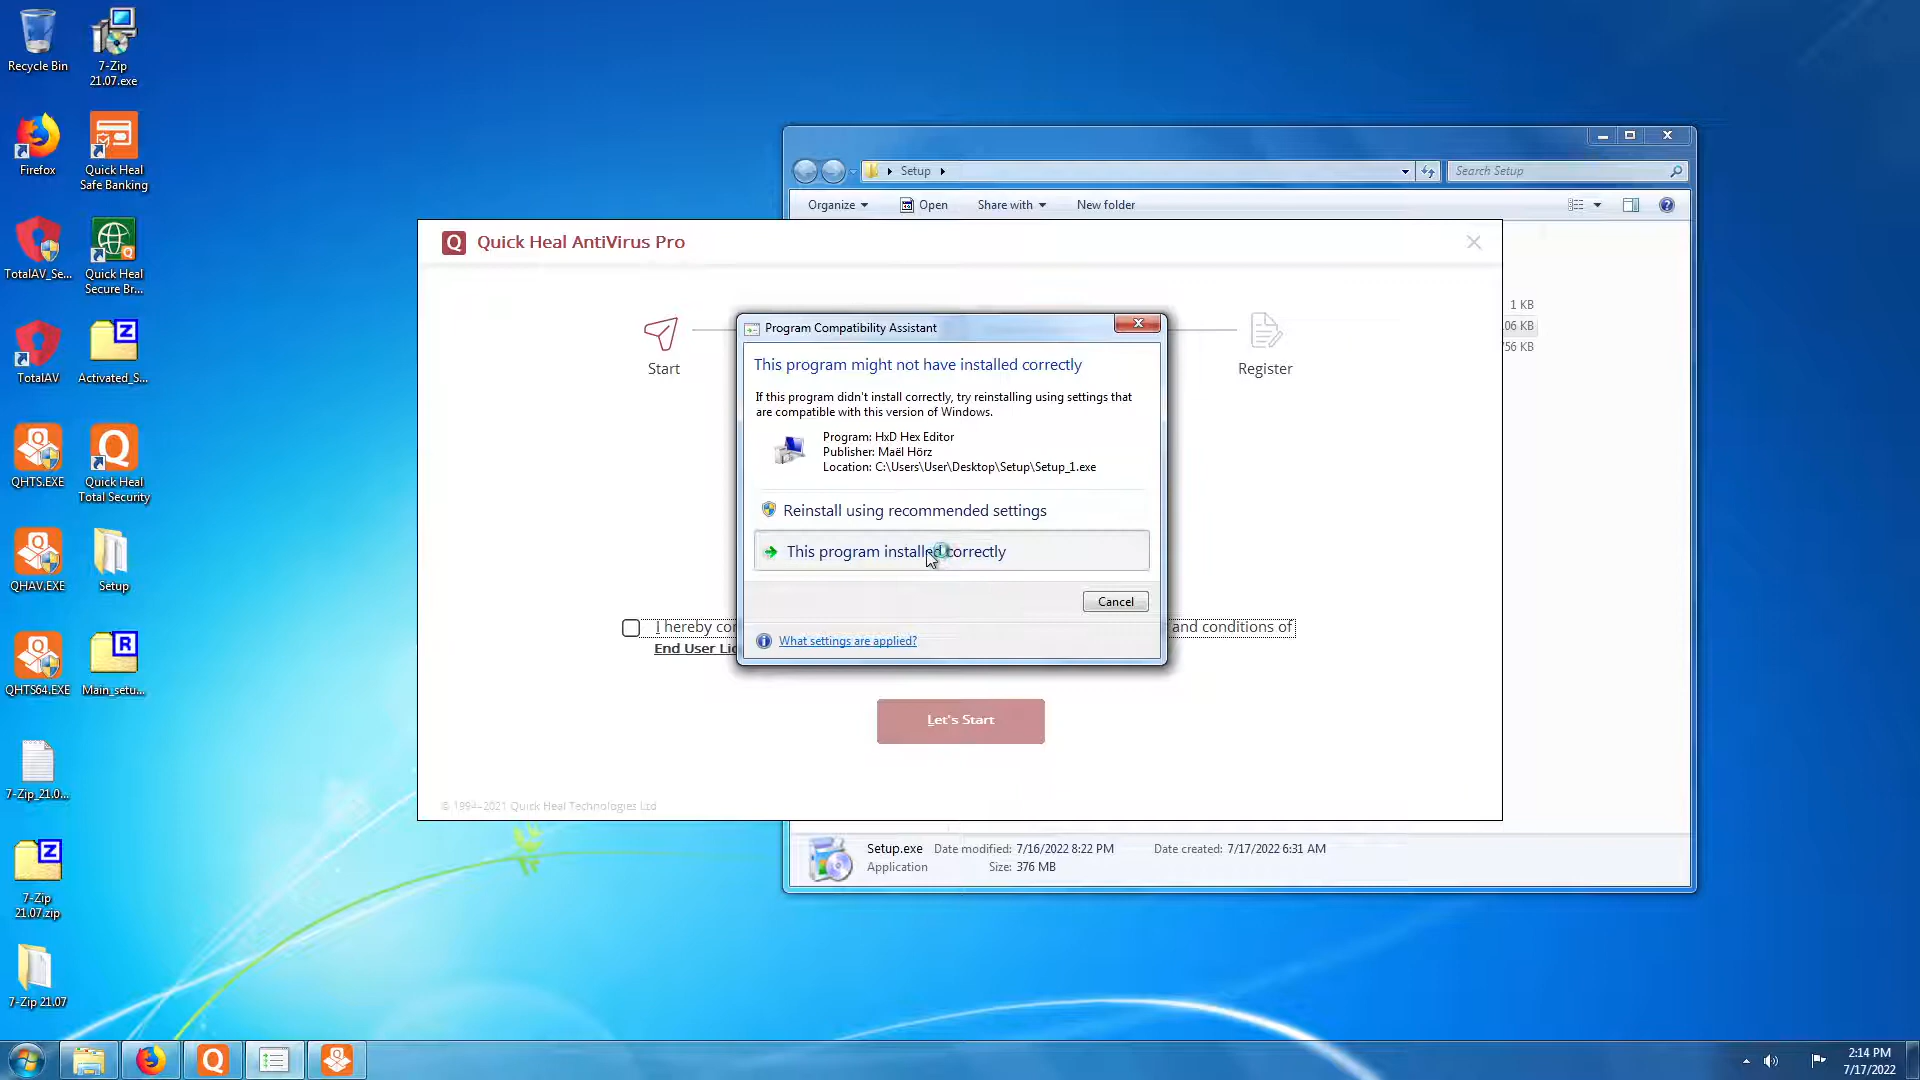 Recycle Bin
7-Zip
21.07.exe
Firefox
Quick Heal
Safe Banking
TotalAV_Se...
Quick Heal
Secure Br...
TotalAV
Activated_S...
QHTS.EXE
Quick Heal
Total Security
QHAV.EXE
Setup
QHTS64.EXE
Main_setu...
7-Zip_21.0...
7-Zip
21.07.zip
7-Zip 21.07
Setup
Search Setup
Organize
Open
Share with
New folder
1 KB
06 KB
756 KB
Quick Heal AntiVirus Pro
Start
Register
Program Compatibility Assistant
This program might not have installed correctly
If this program didn't install correctly, try reinstalling using settings that
are compatible with this version of Windows.
Program: HxD Hex Editor
Publisher: Maël Hörz
Location: C:\Users\User\Desktop\Setup\Setup_1.exe
Reinstall using recommended settings
This program installed correctly
Cancel
What settings are applied?
I hereby con and conditions of
End User Lic
Let's Start
© 1994-2021 Quick Heal Technologies Ltd
Setup.exe Date modified: 7/16/2022 8:22 PM Date created: 7/17/2022 6:31 AM
Application Size: 376 MB
2:14 PM
7/17/2022